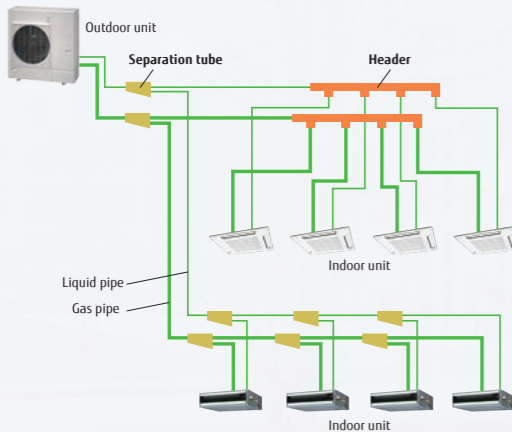 Outdoor unit
Separation tube
Header
Indoor unit
Liquid pipe
Gas pipe
Indoor unit